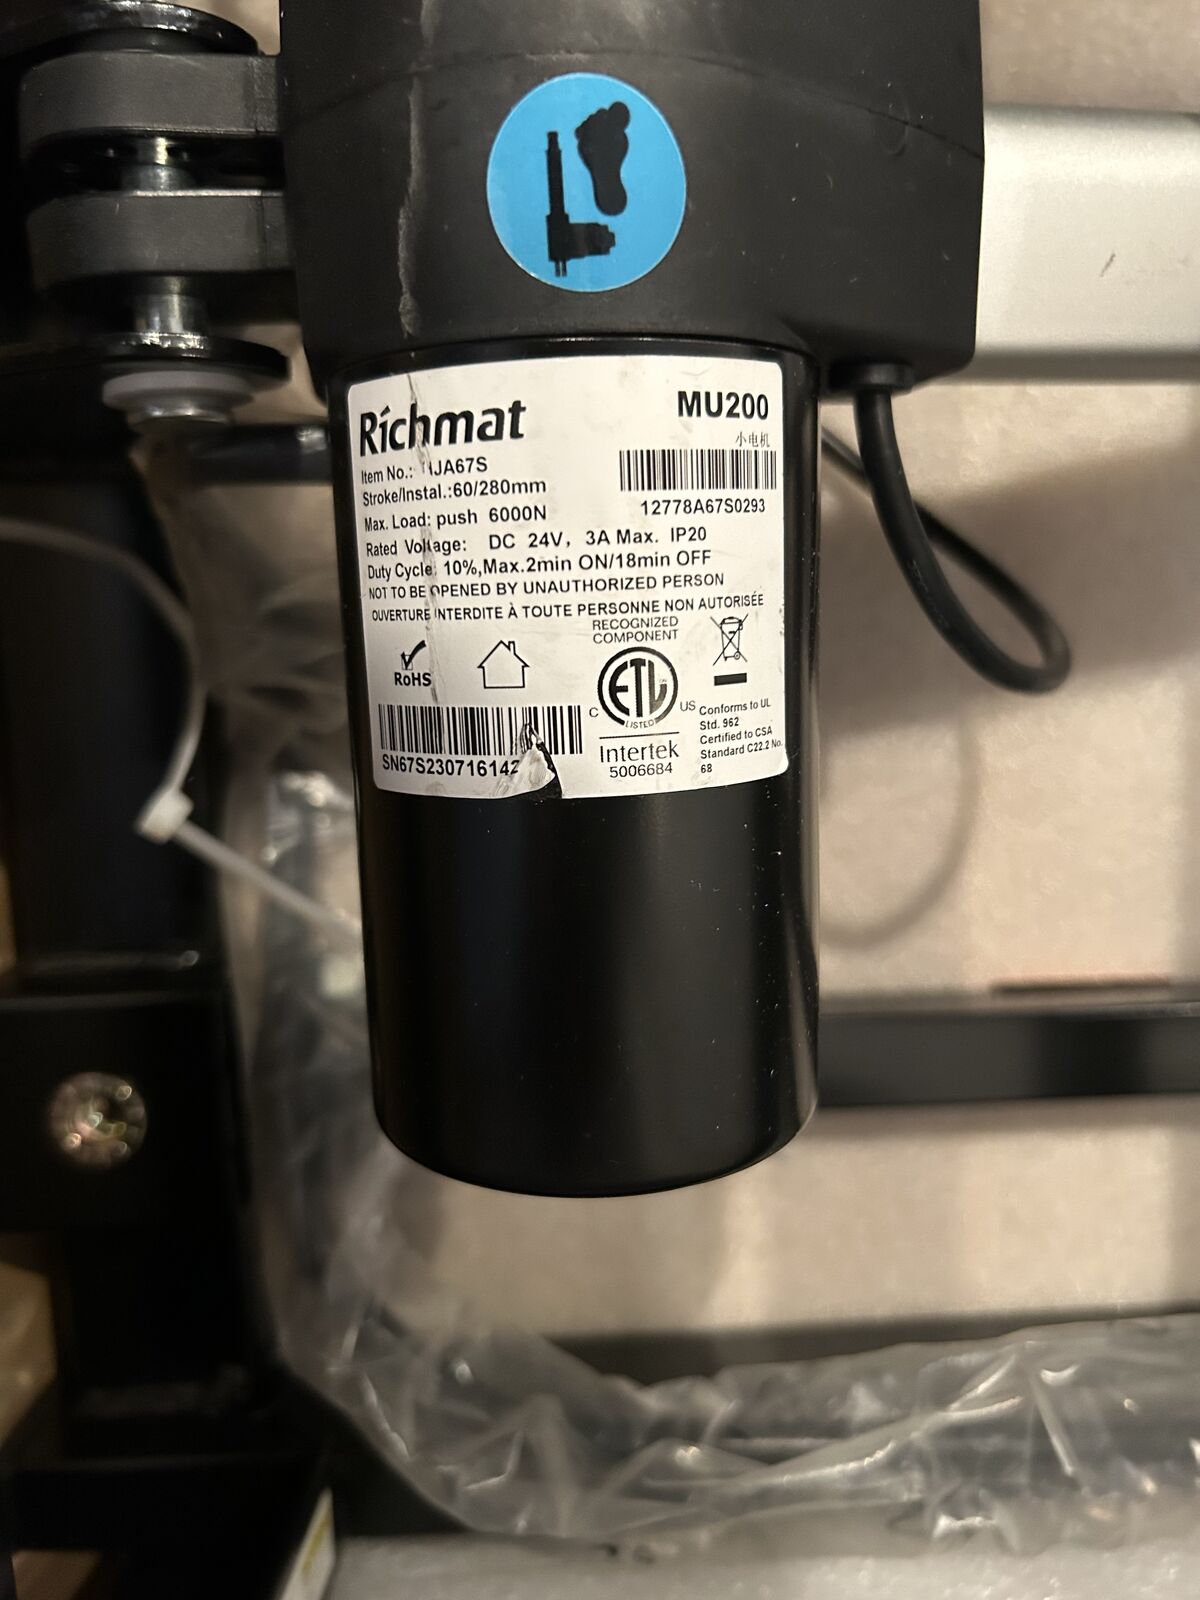 Richmat
MU200
小电机
Item No.: HJA67S
Stroke/Instal.:60/280mm
12778A67S0293
Max. Load: push 6000N
Rated Voltage: DC 24V, 3A Max. IP20
Duty Cycle: 10%,Max.2min ON/18min OFF
NOT TO BE OPENED BY UNAUTHORIZED PERSON
OUVERTURE INTERDITE À TOUTE PERSONNE NON AUTORISÉE
RECOGNIZED
COMPONENT
RoHS
C ETL US
LISTED
Intertek
5006684
Conforms to UL
Std. 962
Certified to CSA
Standard C22.2 No.
68